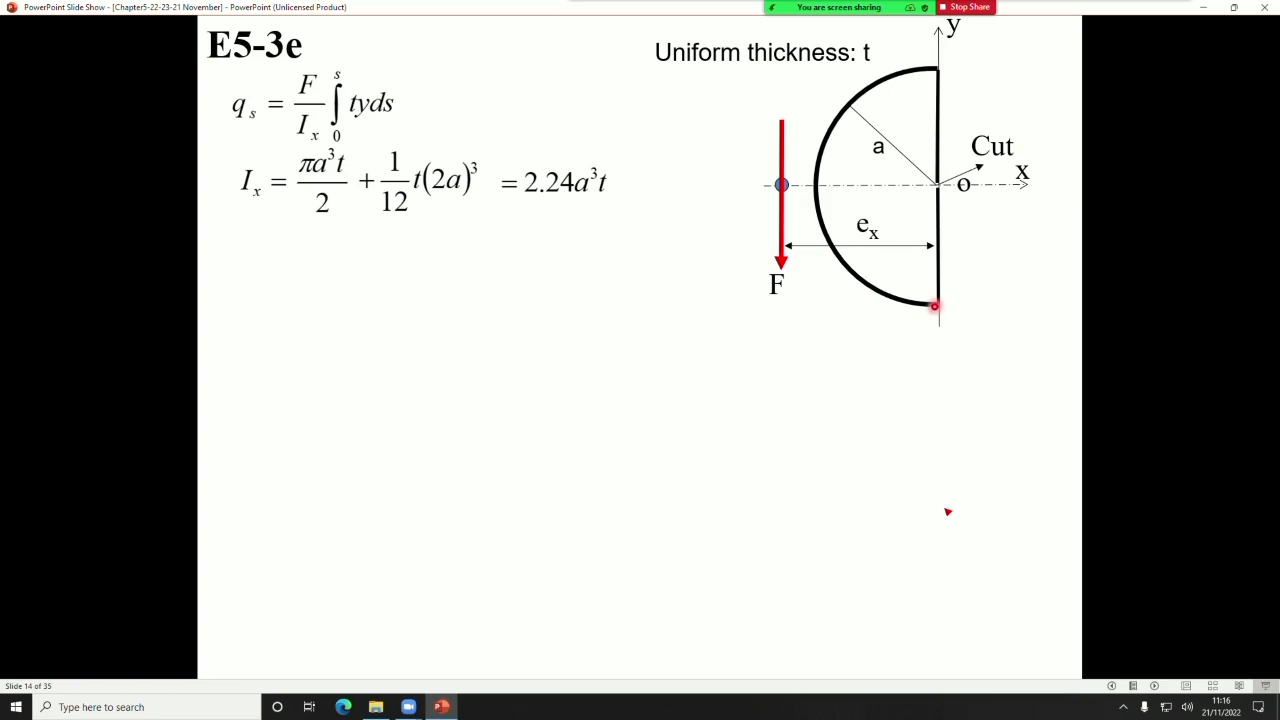 PowerPoint Slide Show - [Chapter5-22-23-21 November] - PowerPoint (Unlicensed Product)
You are screen sharing
Stop Share
E5-3e
Uniform thickness: t
y
q_s = F/I_x ∫_0^s tyds
I_x = πa³t/2 + 1/12 t(2a)³ = 2.24a³t
a
Cut
o
x
e_x
F
Slide 14 of 35
Type here to search
11:16
21/11/2022